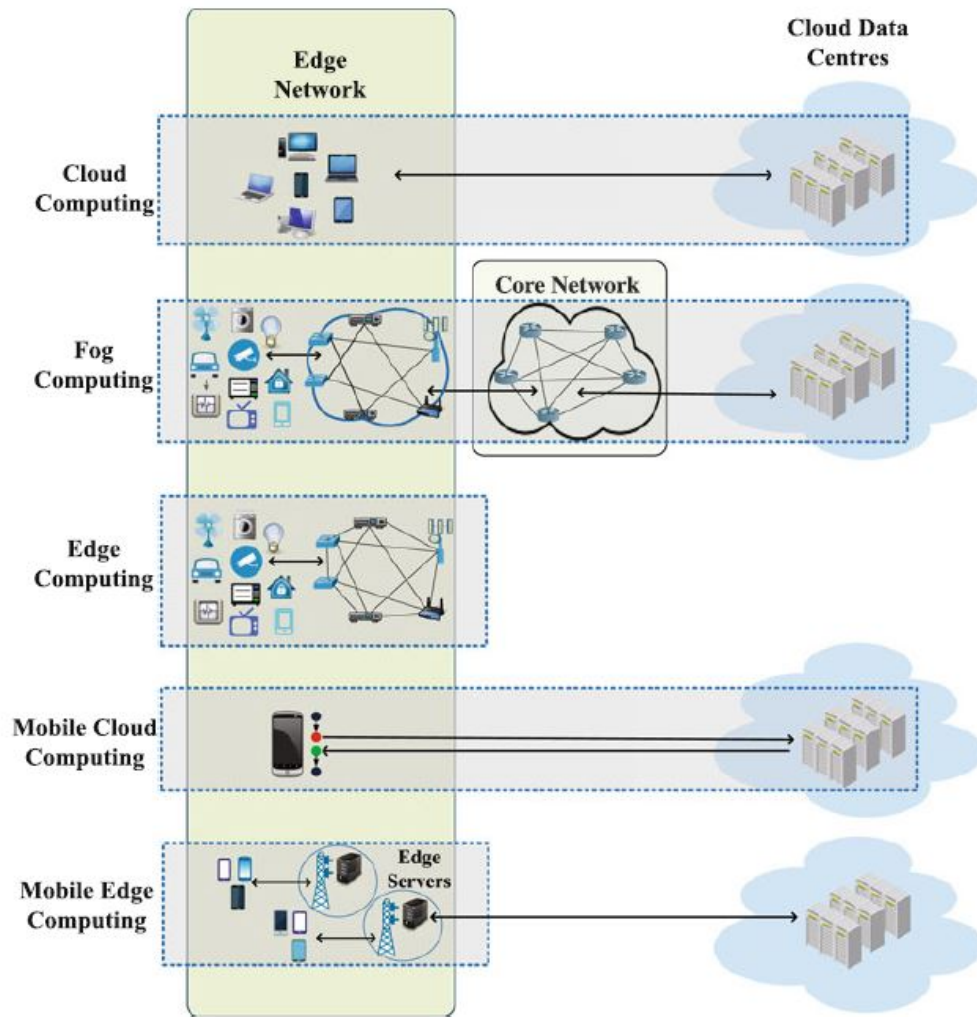 Edge
Network
Cloud Data
Centres
Cloud
Computing
Core Network
Fog
Computing
Edge
Computing
Mobile Cloud
Computing
Mobile Edge
Computing
Edge
Servers